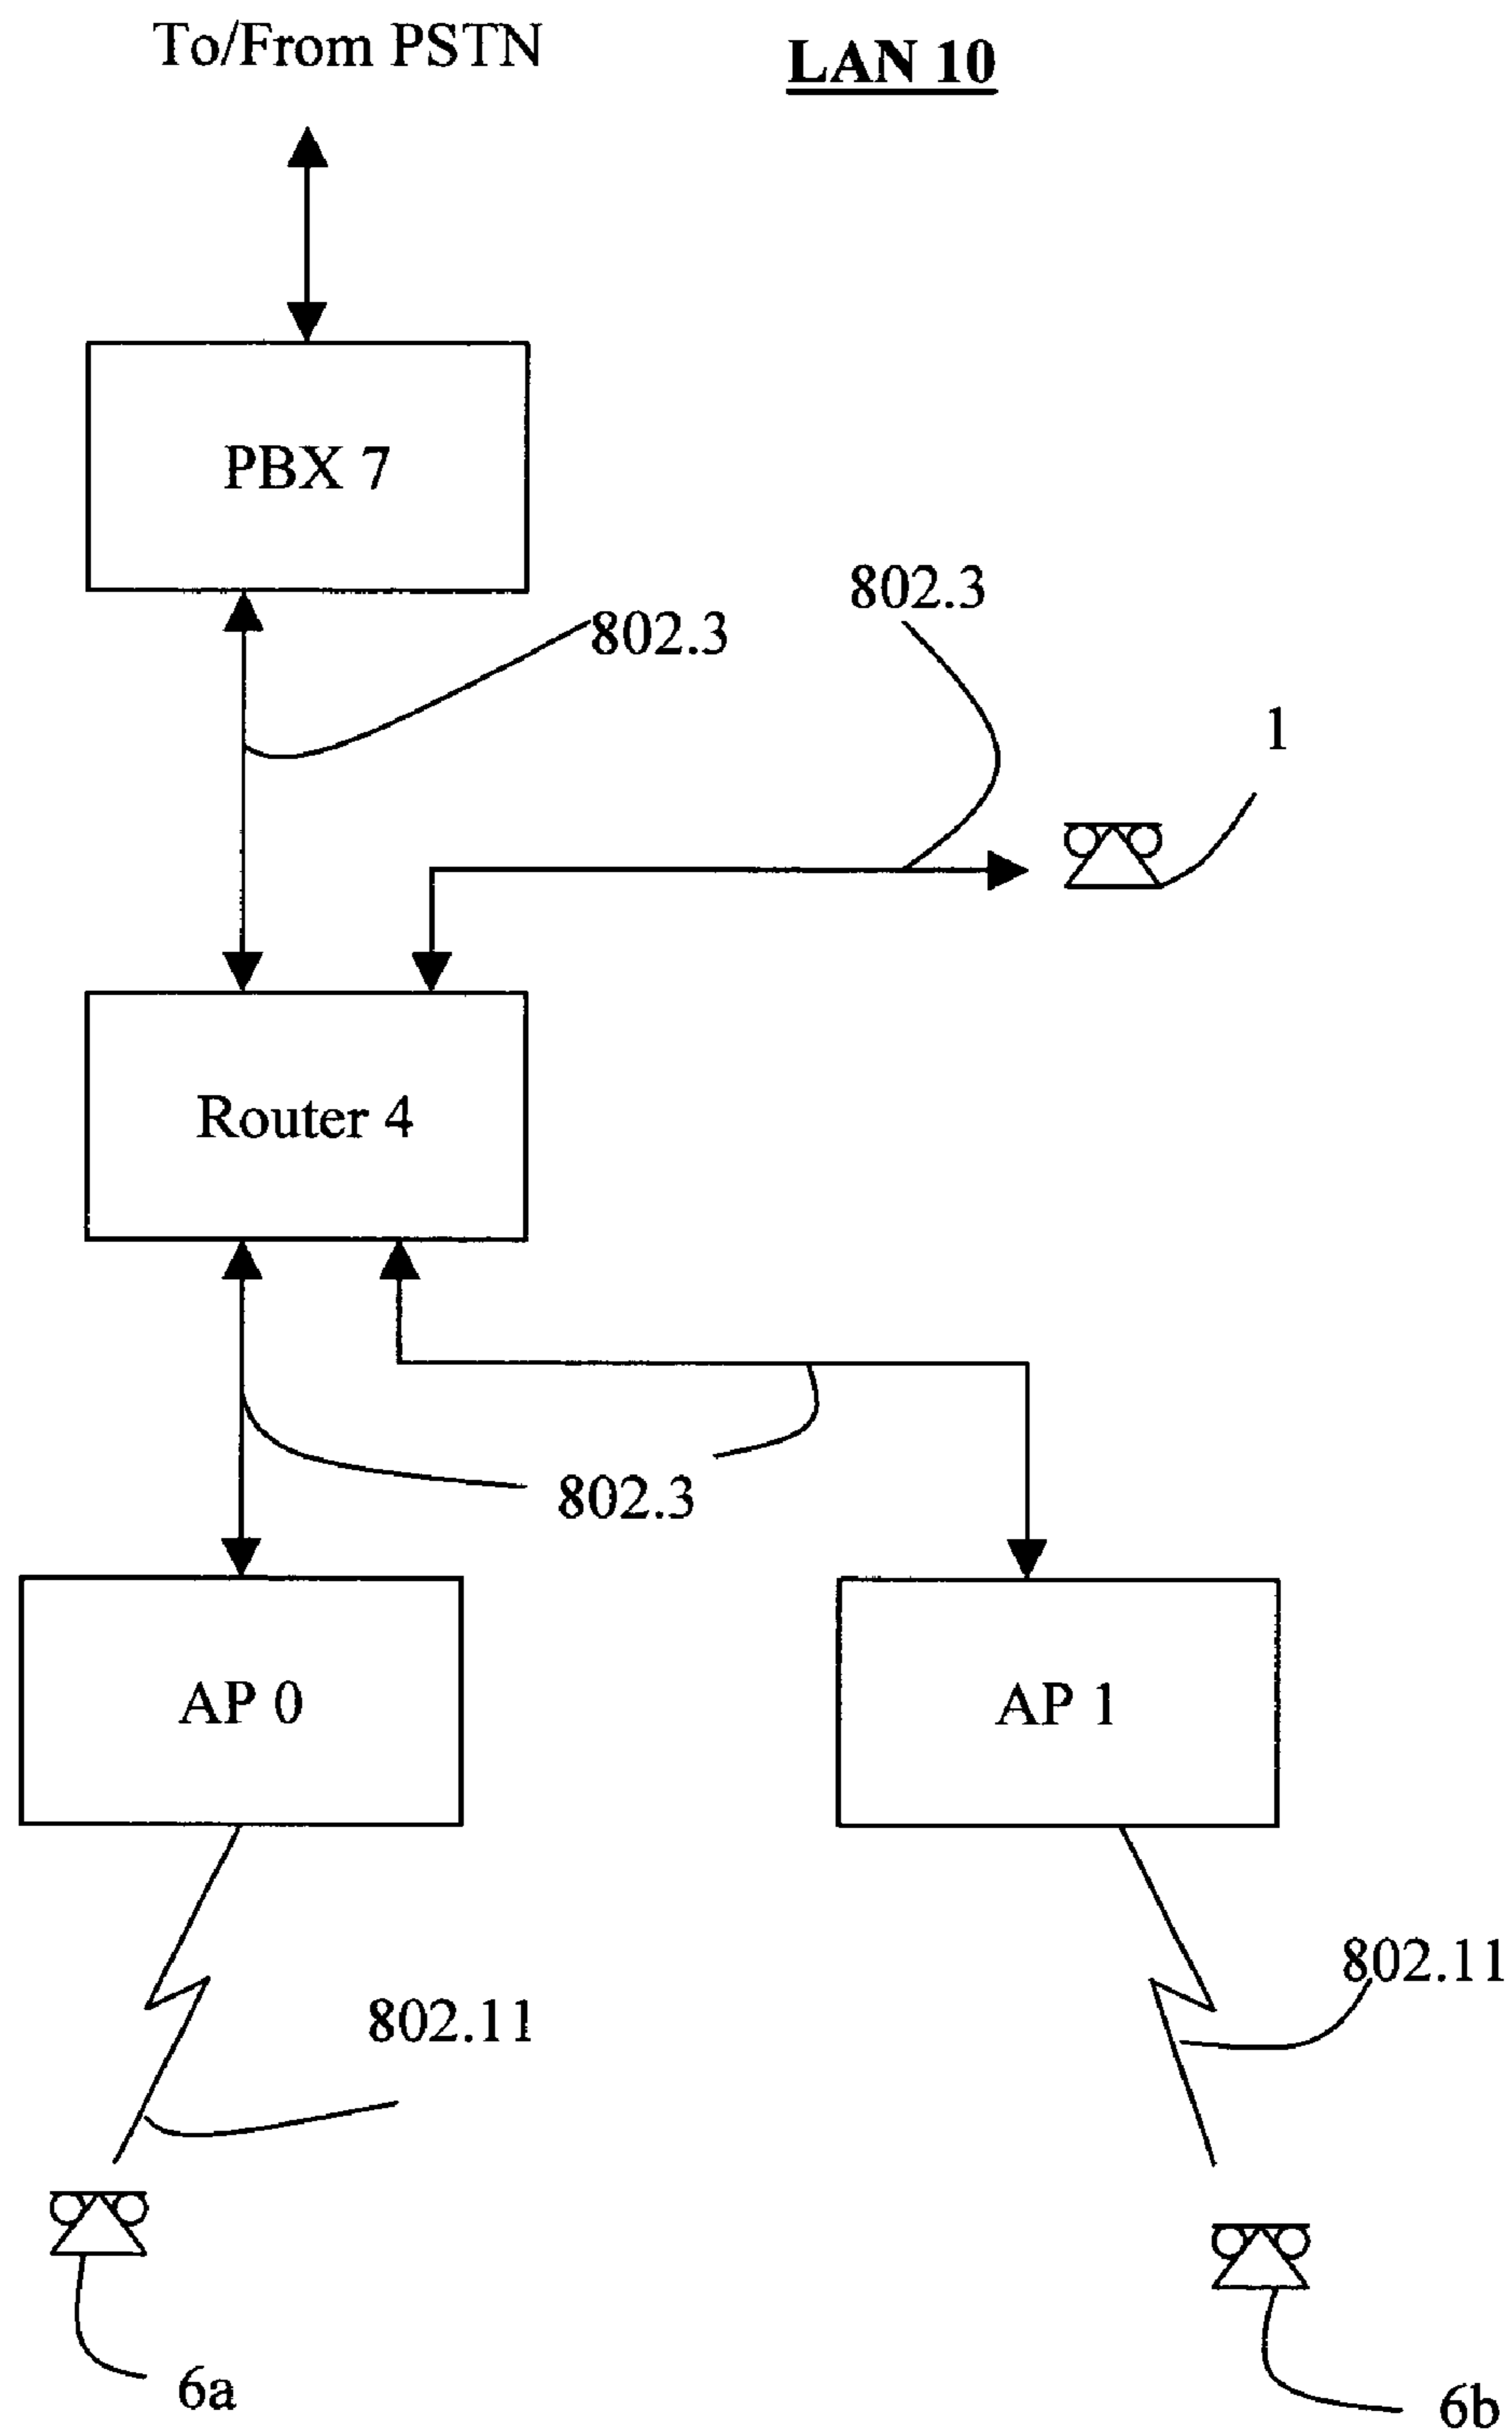 To/From PSTN
LAN 10
PBX 7
802.3
802.3
1
Router 4
802.3
AP 0
AP 1
802.11
802.11
6a
6b